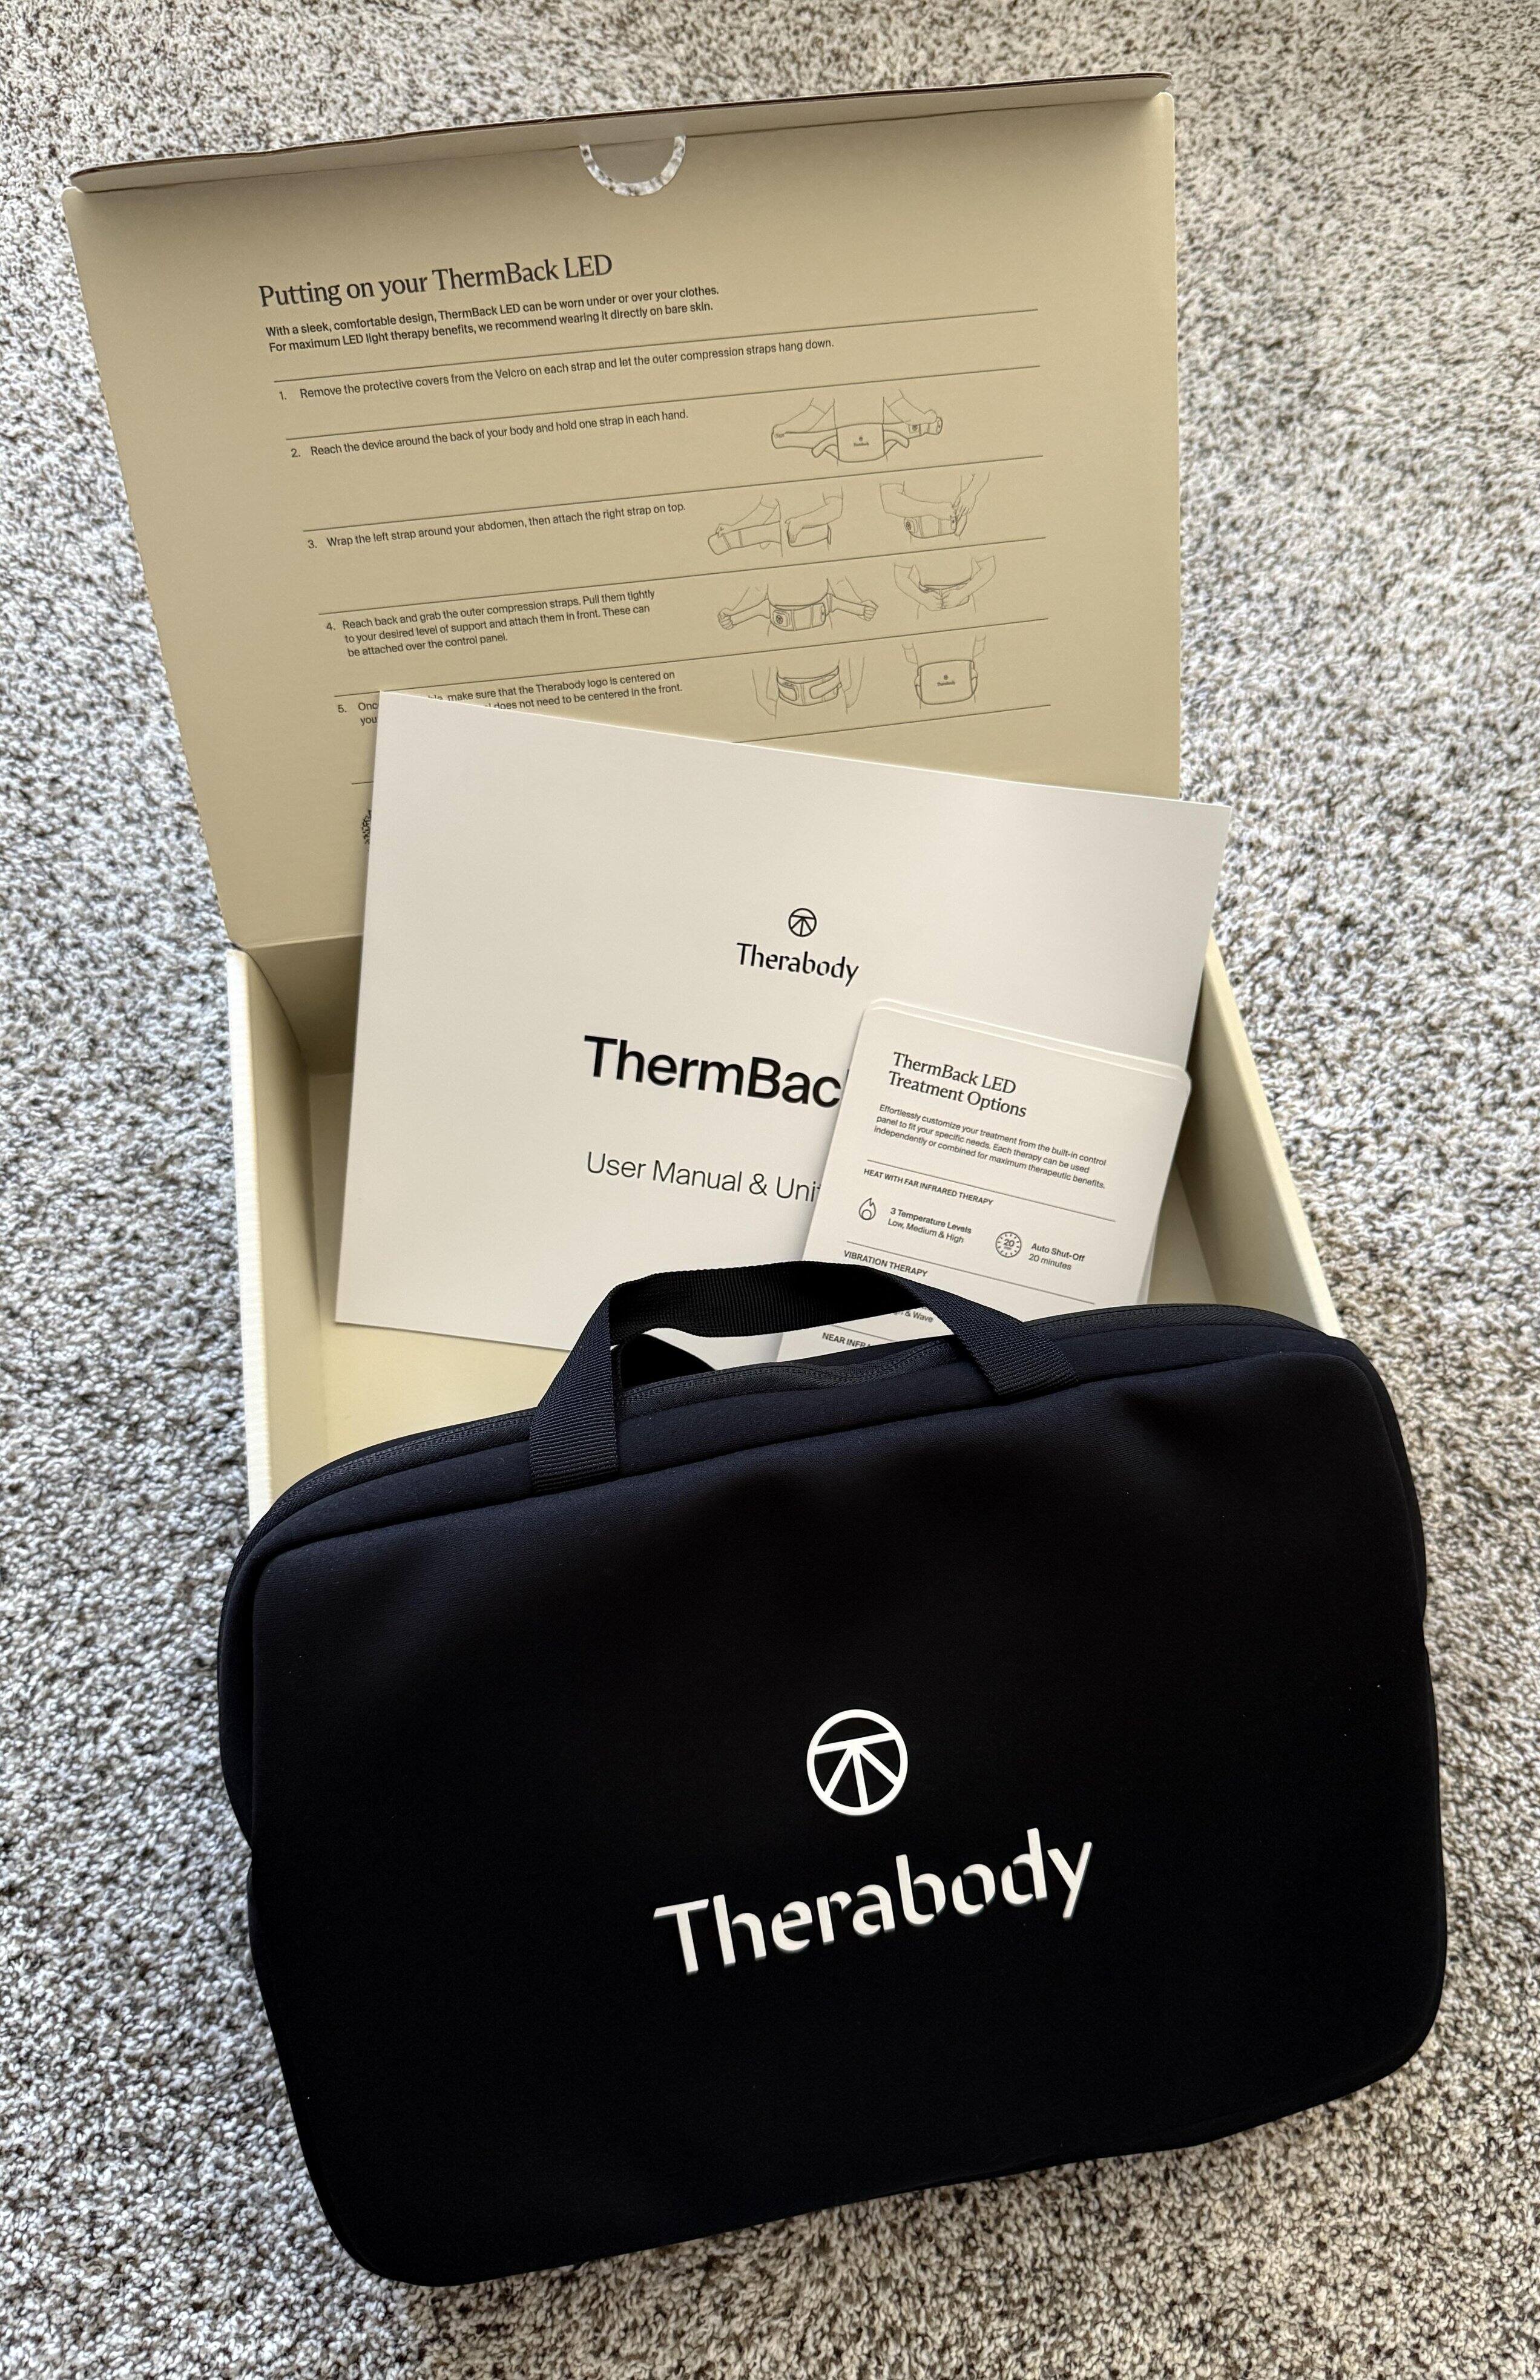 Putting on your ThermBack LED
With a sleek, comfortable design, ThermBack LED can be worn under or over your clothes.
For maximum LED light therapy benefits, we recommend wearing it directly on bare skin.
1. Remove the protective covers from the Velcro on each strap and let the outer compression straps hang down.
2. Reach the device around the back of your body and hold one strap in each hand.
3. Wrap the left strap around your abdomen, then attach the right strap on top.
4. Reach back and grab the outer compression straps. Pull them tightly
to your desired level of support and attach them in front. These can
be attached over the control panel.
5. make sure that the Therabody logo is centered on
does not need to be centered in the front.
Therabody
ThermBac
User Manual &
ThermBack LED
Treatment Options
Effortlessly customize your treatment from the built-in control
panel to fit your specific needs. Each therapy can be used
independently or combined for maximum therapeutic benefits.
HEAT WITH FAR INFRARED THERAPY
3 Temperature Levels
Low, Medium & High
20
Auto Shut-Off
20 minutes
VIBRATION THERAPY
& Wave
NEAR
Therabody